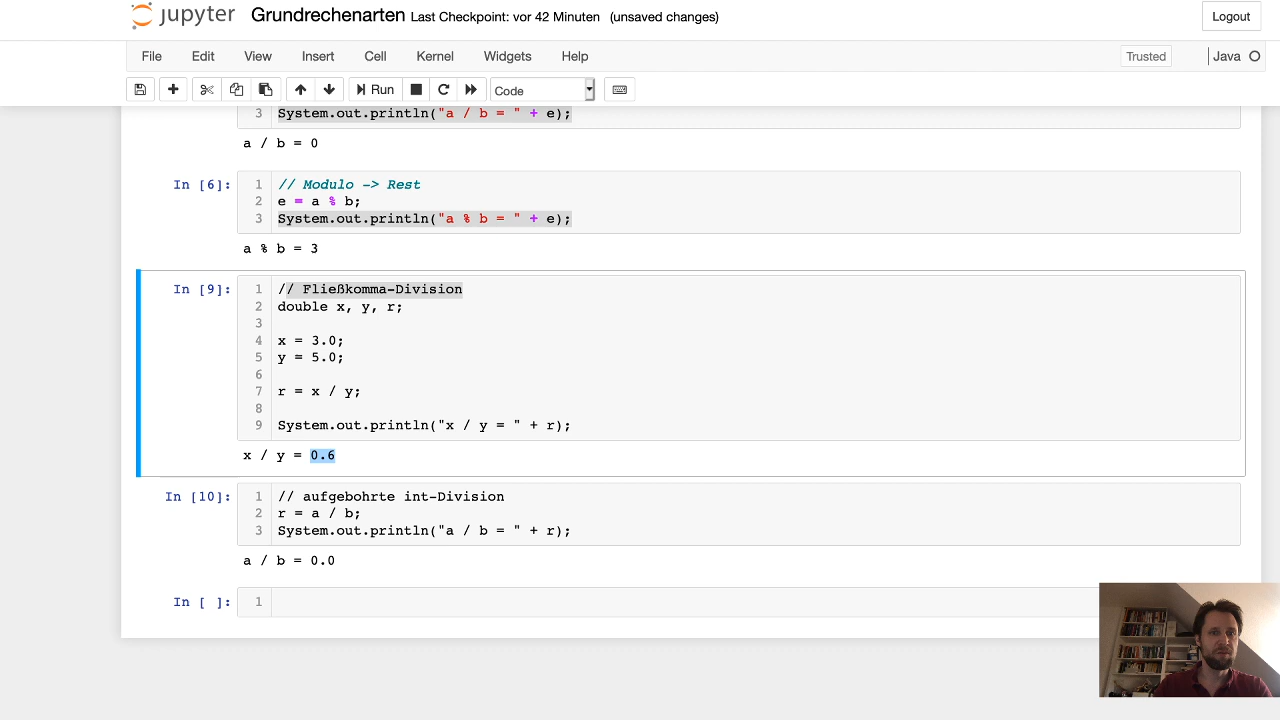 jupyter Grundrechenarten Last Checkpoint: vor 42 Minuten (unsaved changes) Logout
File Edit View Insert Cell Kernel Widgets Help Trusted Java
Run Code
3 System.out.println("a / b = " + e);
a / b = 0
In [6]: 1 // Modulo -> Rest
2 e = a % b;
3 System.out.println("a % b = " + e);
a % b = 3
In [9]: 1 // Fließkomma-Division
2 double x, y, r;
3
4 x = 3.0;
5 y = 5.0;
6
7 r = x / y;
8
9 System.out.println("x / y = " + r);
x / y = 0.6
In [10]: 1 // aufgebohrte int-Division
2 r = a / b;
3 System.out.println("a / b = " + r);
a / b = 0.0
In [ ]: 1